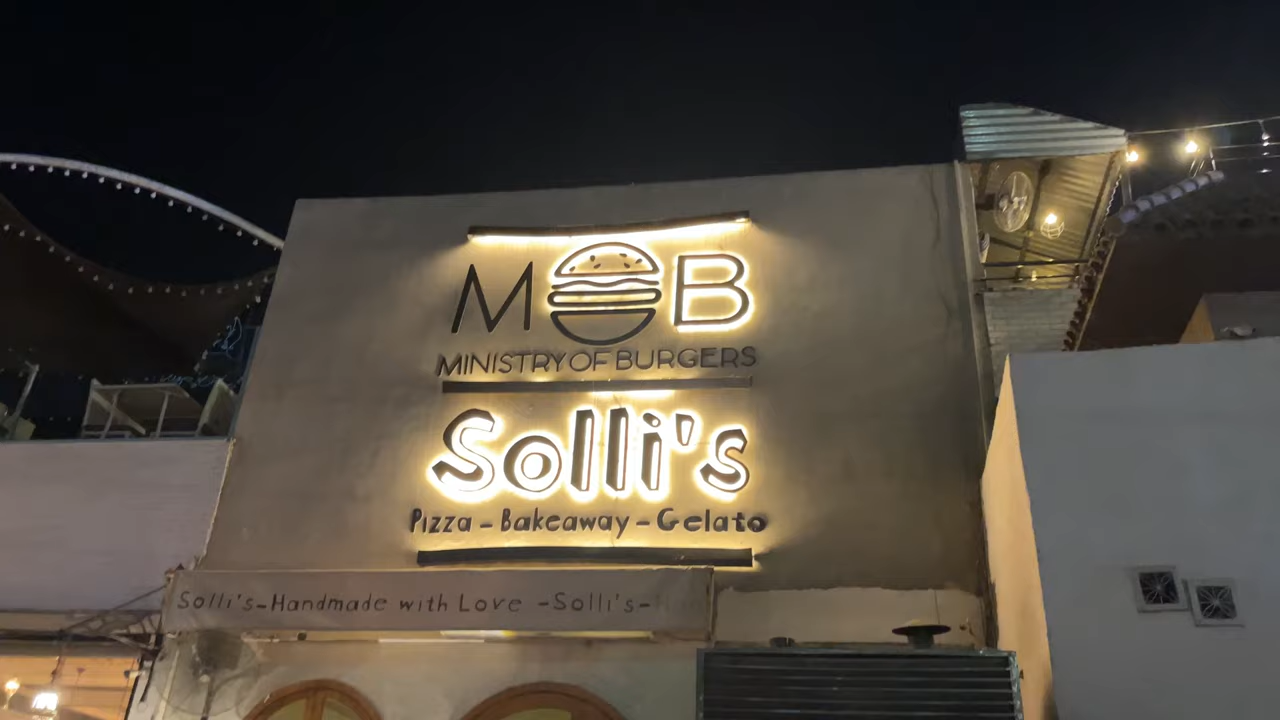 MOB
MINISTRY OF BURGERS
Solli's
Pizza - Bakeaway - Gelato
Solli's-Handmade with Love -Solli's-